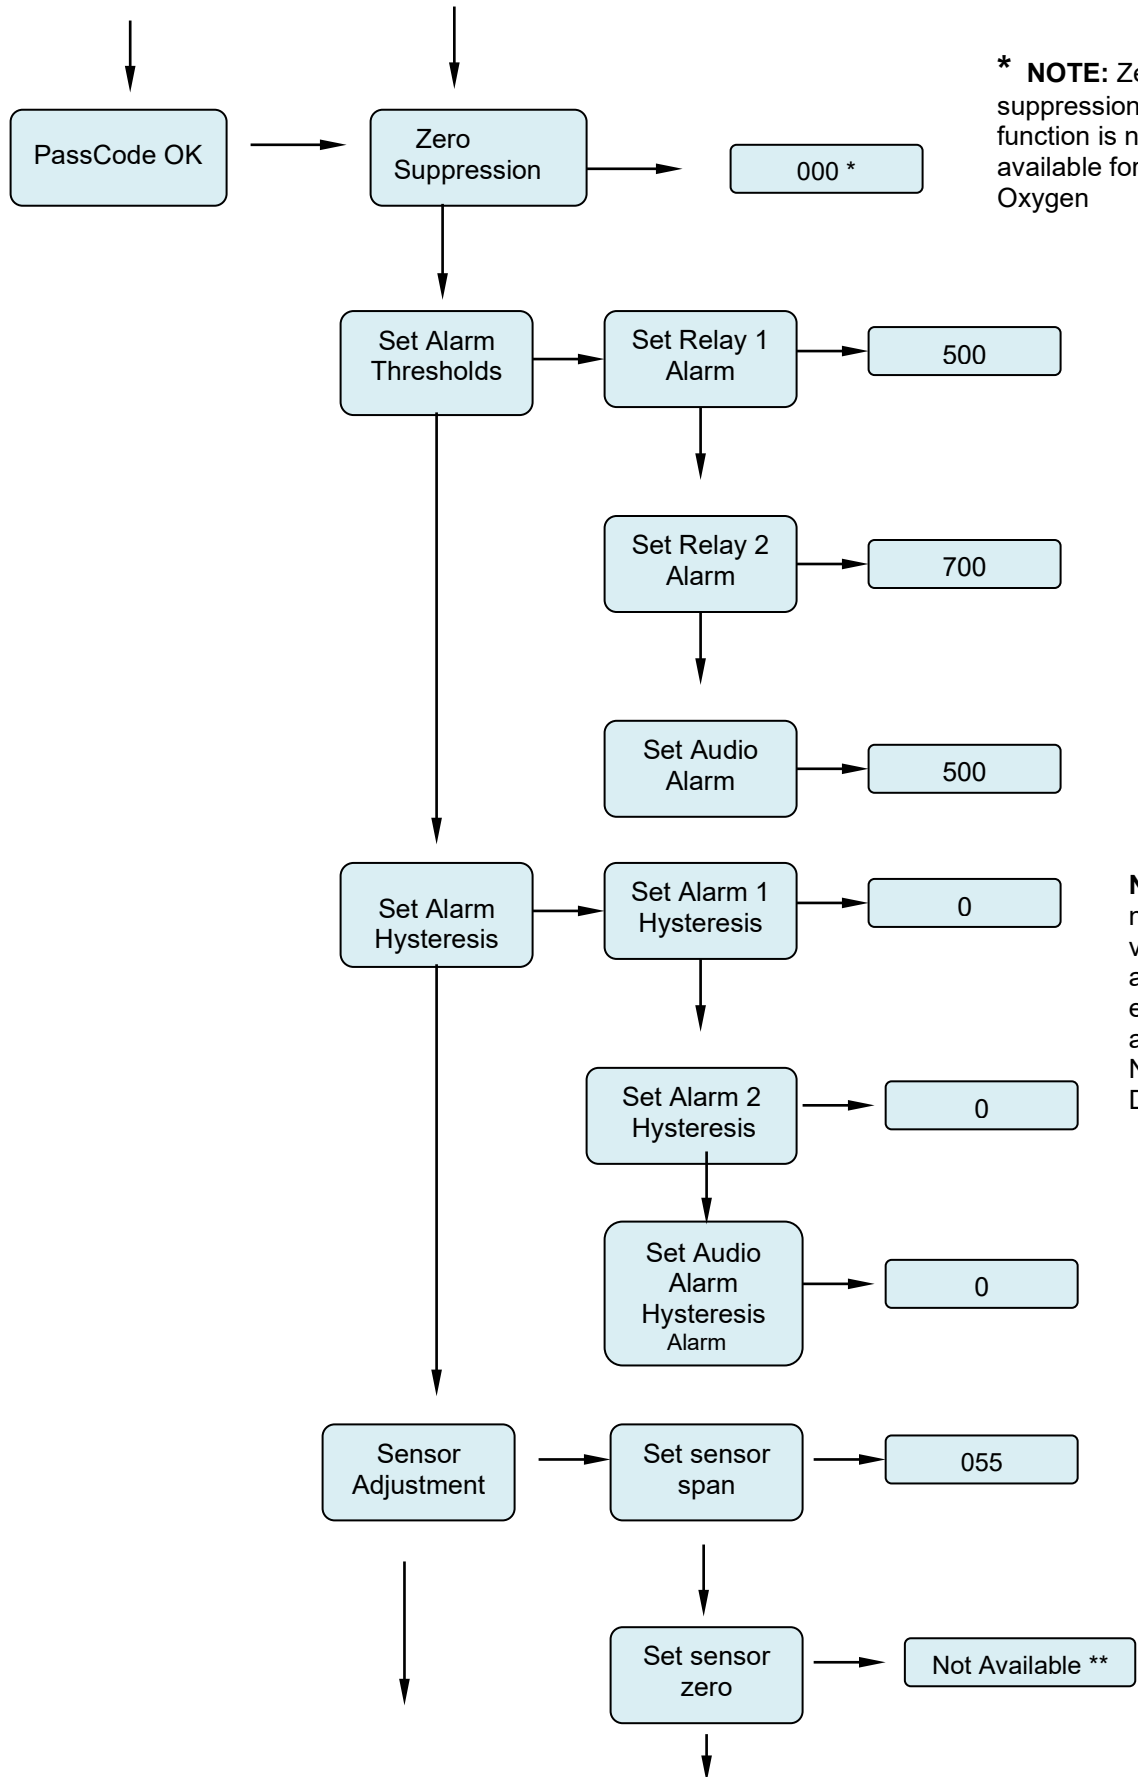 PassCode OK
Zero
Suppression
000 *
* NOTE:
suppression
function is
available for
Oxygen
Set Alarm
Thresholds
Set Relay 1
Alarm
500
Set Relay 2
Alarm
700
Set Audio
Alarm
500
Set Alarm
Hysteresis
Set Alarm 1
Hysteresis
0
Set Alarm 2
Hysteresis
0
Set Audio
Alarm
Hysteresis
Alarm
0
Sensor
Adjustment
Set sensor
span
055
Set sensor
zero
Not Available **